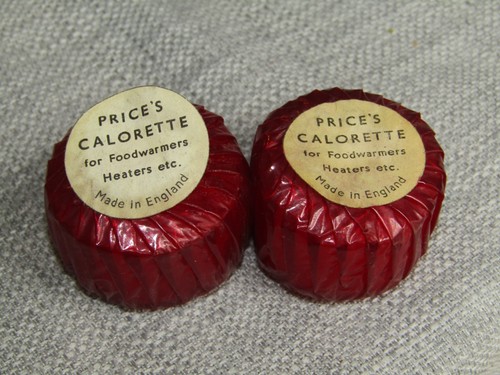 PRICE'S
CALORETTE
for Foodwarmers
Heaters etc.
Made in England
PRICE'S
CALORETTE
for Foodwarmers
Heaters etc.
Made in England